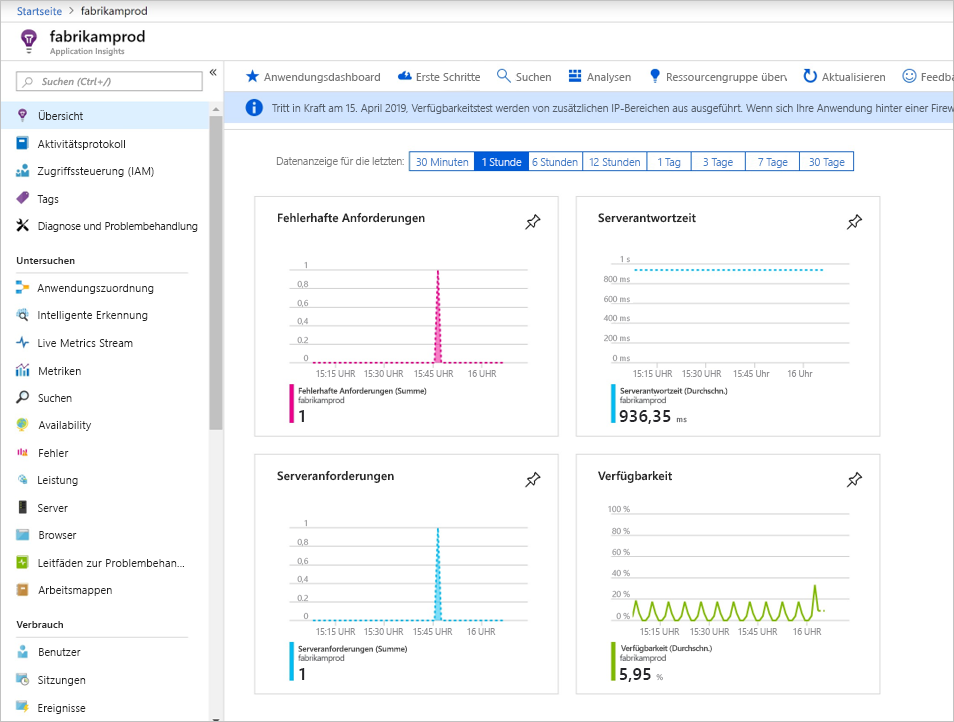 Startseite > fabrikamprod
fabrikamprod
Application Insights
Suchen (Ctrl+/)
«
Übersicht
Aktivitätsprotokoll
Zugriffssteuerung (IAM)
Tags
Diagnose und Problembehandlung
Untersuchen
Anwendungszuordnung
Intelligente Erkennung
Live Metrics Stream
Metriken
Suchen
Availability
Fehler
Leistung
Server
Browser
Leitfäden zur Problembehan...
Arbeitsmappen
Verbrauch
Benutzer
Sitzungen
Ereignisse
Anwendungsdashboard Erste Schritte Suchen Analysen Ressourcengruppe über Aktualisieren Feedba
Tritt in Kraft am 15. April 2019, Verfügbarkeitstest werden von zusätzlichen IP-Bereichen aus ausgeführt. Wenn sich Ihre Anwendung hinter einer Firew
Datenanzeige für die letzten: 30 Minuten 1 Stunde 6 Stunden 12 Stunden 1 Tag 3 Tage 7 Tage 30 Tage
Fehlerhafte Anforderungen
1
0,8
0,6
0,4
0.2
0
15:15 UHR 15:30 UHR 15:45 UHR 16 UHR
Fehlerhafte Anforderungen (Summe)
fabrikamprod
1
Serverantwortzeit
1 s
800 ms
600 ms
400 ms
200 ms
0 ms
15:15 UHR 15:30 UHR 15:45 Uhr 16 Uhr
Serverantwortzeit (Durchschn.)
fabrikamprod
936,35 ms
Serveranforderungen
1
0,8
0,6
0,4
0,2
0
15:15 UHR 15:30 UHR 15:45 UHR 16 UHR
Serveranforderungen (Summe)
fabrikamprod
1
Verfügbarkeit
100 %
80 %
60 %
40 %
20 %
0 %
15:15 UHR 15:30 UHR 15:45 UHR 16 UHR
Verfügbarkeit (Durchschn.)
fabrikamprod
5,95 %